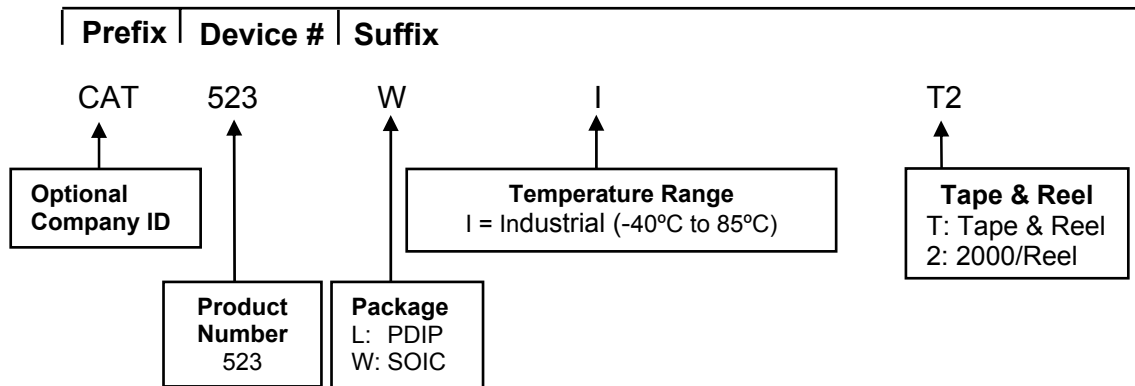 Prefix Device # Suffix
CAT 523 W I T2
Optional
Company ID
Temperature Range
I = Industrial (-40ºC to 85ºC)
Tape & Reel
T: Tape & Reel
2: 2000/Reel
Product
Number
523
Package
L: PDIP
W: SOIC